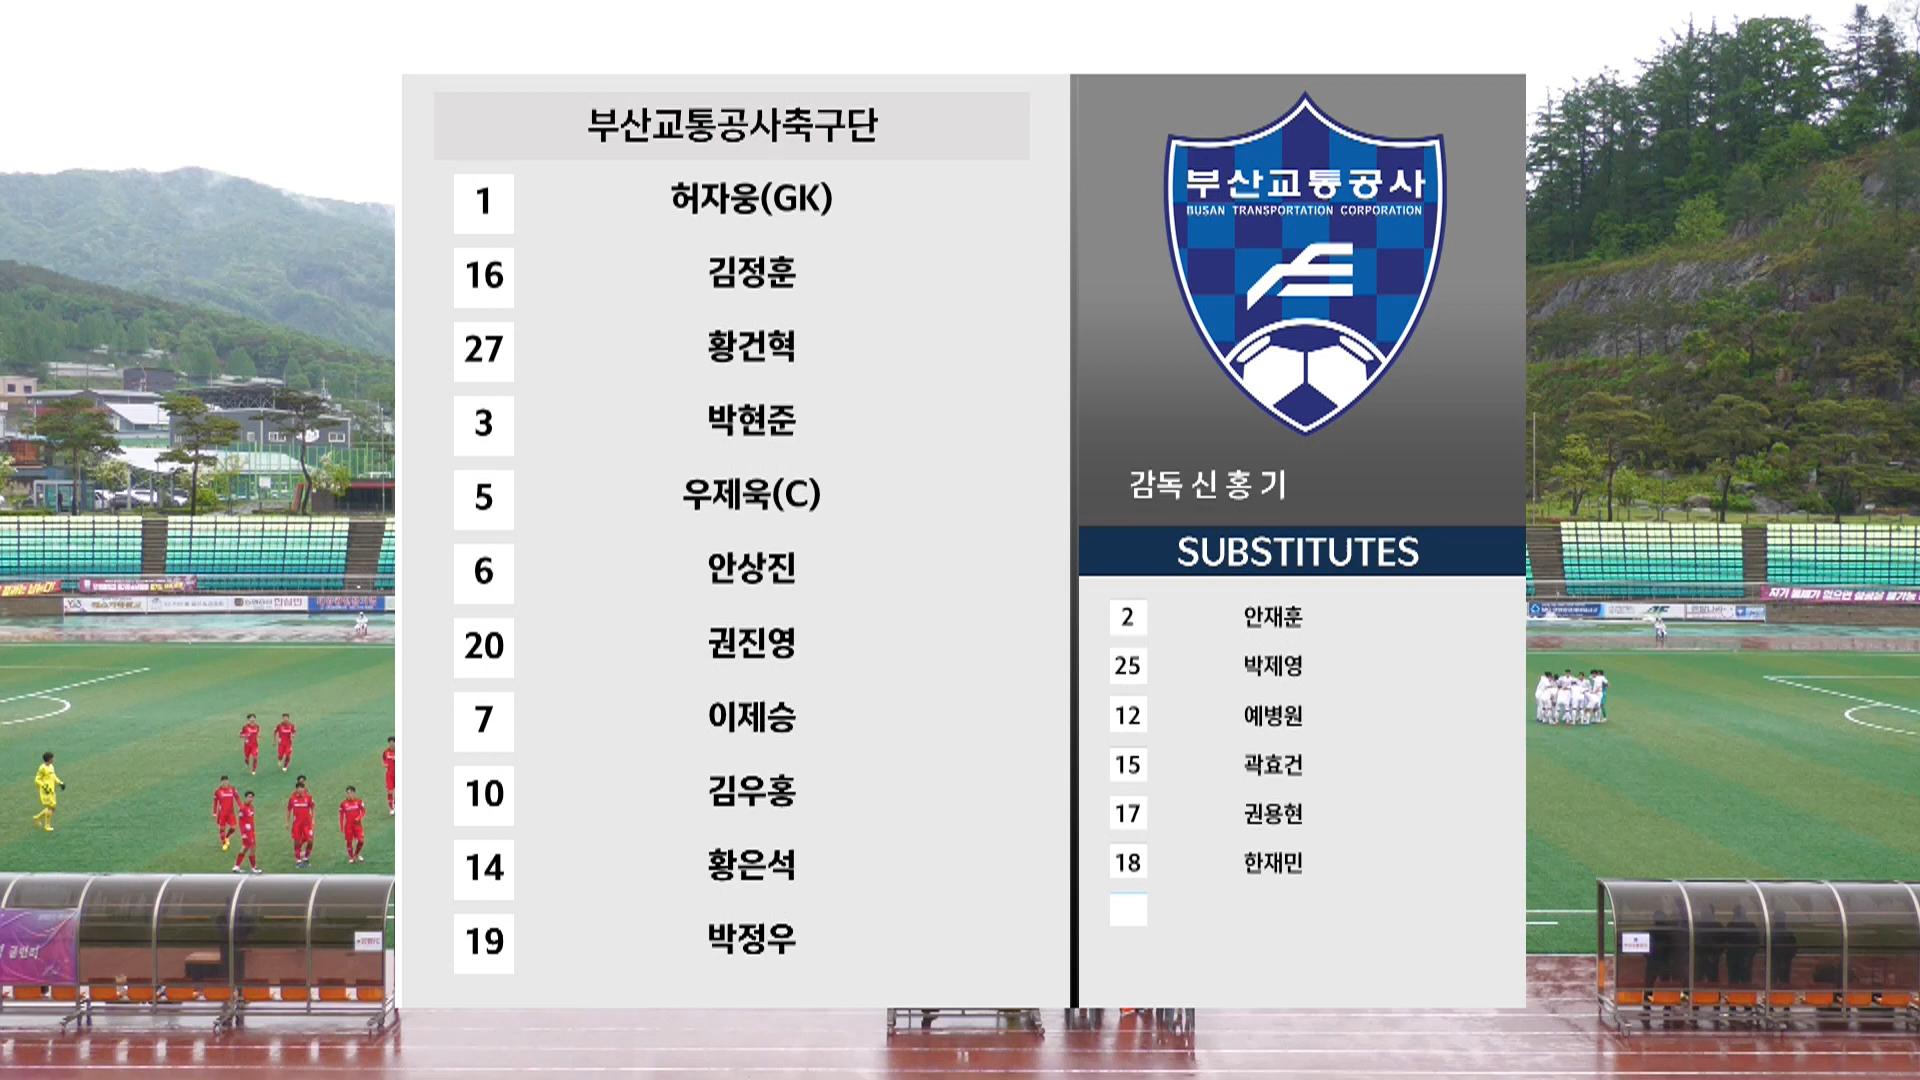 부산교통공사축구단
1 허자웅(GK)
16 김정훈
27 황건혁
3 박현준
5 우제욱(C)
6 안상진
20 권진영
7 이제승
10 김우홍
14 황은석
19 박정우
부산교통공사
BUSAN TRANSPORTATION CORPORATION
감독 신 홍 기
SUBSTITUTES
2 안재훈
25 박제영
12 예병원
15 곽효건
17 권용현
18 한재민